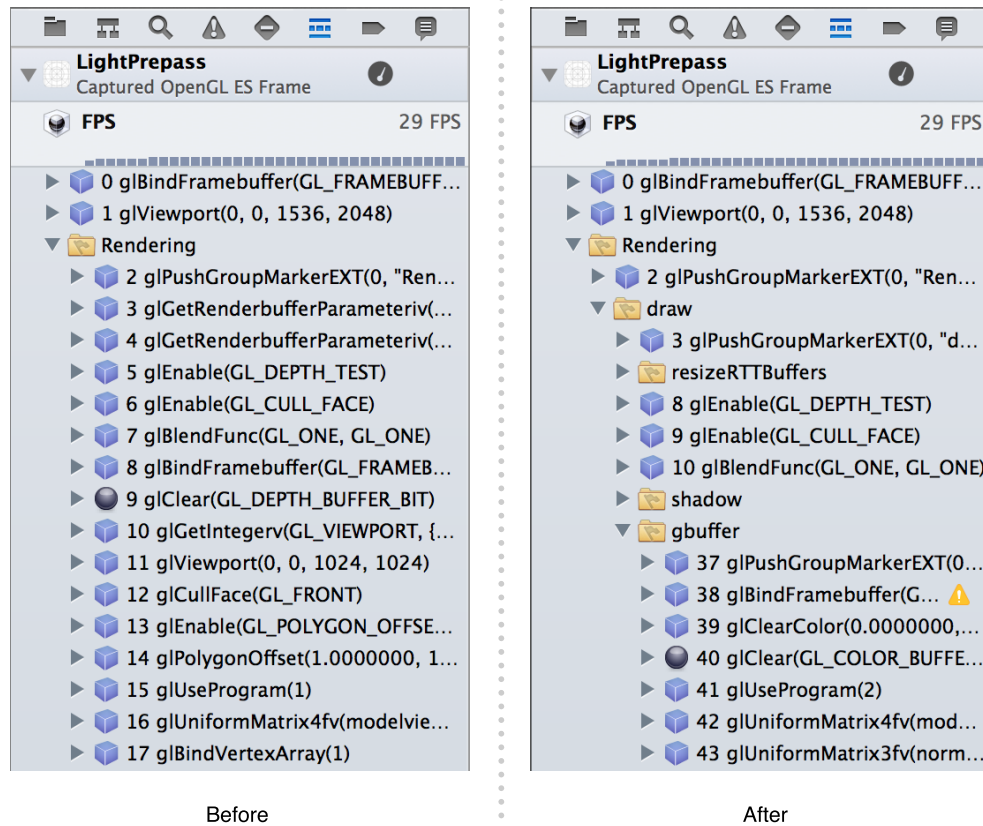 LightPrepass
Captured OpenGL ES Frame
FPS 29 FPS
0 glBindFramebuffer(GL_FRAMEBUFF...
1 glViewport(0, 0, 1536, 2048)
Rendering
2 glPushGroupMarkerEXT(0, "Ren...
3 glGetRenderbufferParameteriv(...
4 glGetRenderbufferParameteriv(...
5 glEnable(GL_DEPTH_TEST)
6 glEnable(GL_CULL_FACE)
7 glBlendFunc(GL_ONE, GL_ONE)
8 glBindFramebuffer(GL_FRAMEB...
9 glClear(GL_DEPTH_BUFFER_BIT)
10 glGetIntegerv(GL_VIEWPORT, {...
11 glViewport(0, 0, 1024, 1024)
12 glCullFace(GL_FRONT)
13 glEnable(GL_POLYGON_OFFSE...
14 glPolygonOffset(1.0000000, 1...
15 glUseProgram(1)
16 glUniformMatrix4fv(modelvie...
17 glBindVertexArray(1)
Before
LightPrepass
Captured OpenGL ES Frame
FPS 29 FPS
0 glBindFramebuffer(GL_FRAMEBUFF...
1 glViewport(0, 0, 1536, 2048)
Rendering
2 glPushGroupMarkerEXT(0, "Ren...
draw
3 glPushGroupMarkerEXT(0, "d...
resizeRTTBuffers
8 glEnable(GL_DEPTH_TEST)
9 glEnable(GL_CULL_FACE)
10 glBlendFunc(GL_ONE, GL_ONE)
shadow
gbuffer
37 glPushGroupMarkerEXT(0...
38 glBindFramebuffer(G...
39 glClearColor(0.0000000,...
40 glClear(GL_COLOR_BUFFE...
41 glUseProgram(2)
42 glUniformMatrix4fv(mod...
43 glUniformMatrix3fv(norm...
After